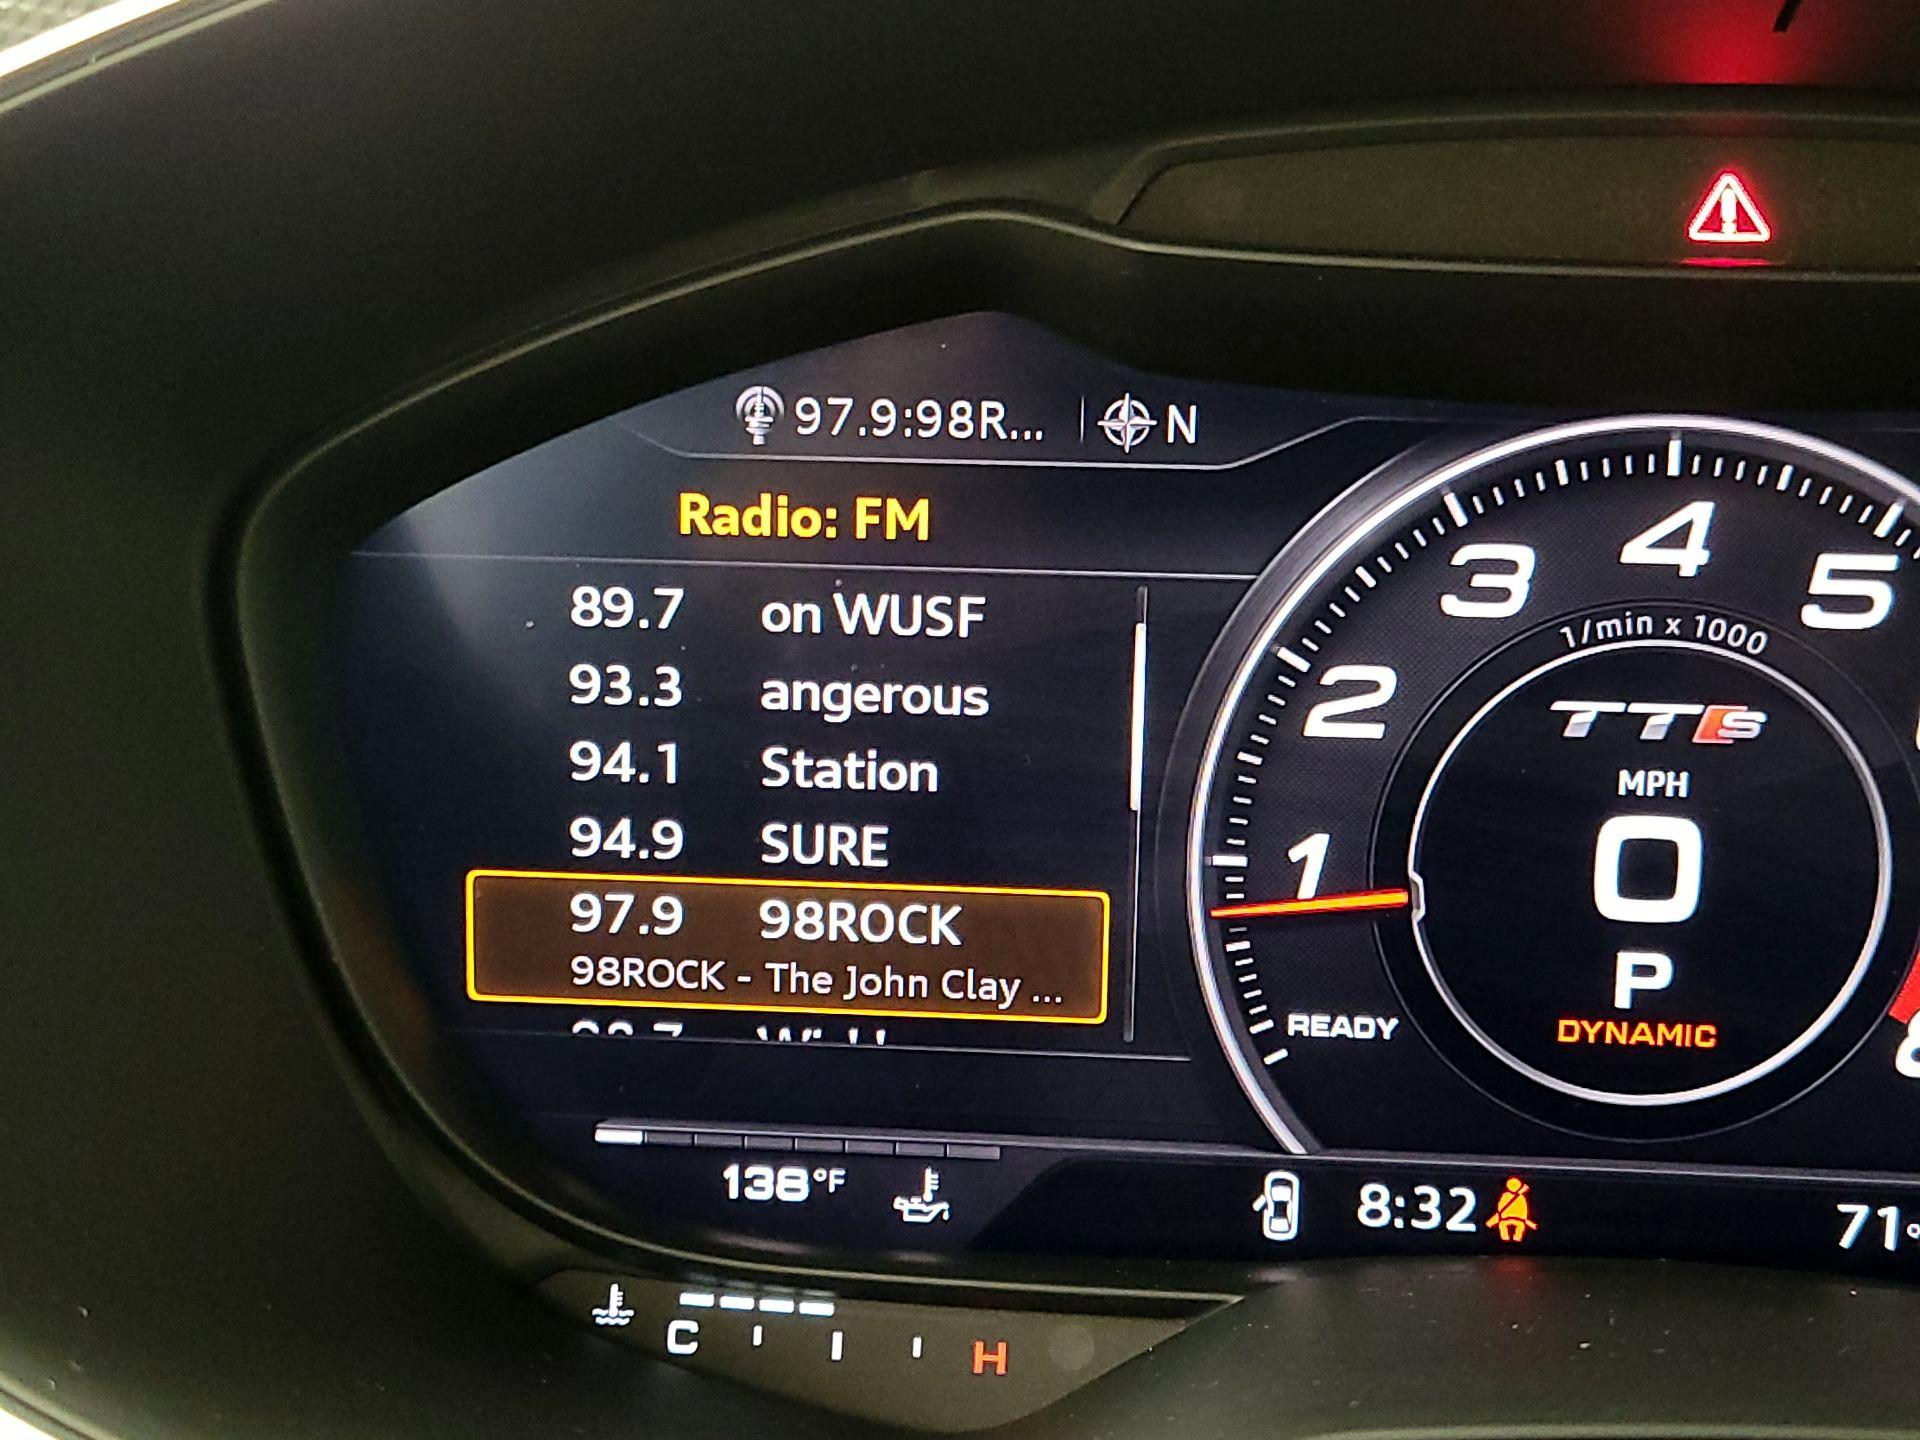 97.9:98R... N
Radio: FM
89.7 on WUSF
93.3 angerous
94.1 Station
94.9 SURE
97.9 98ROCK
98ROCK - The John Clay ...
138°F
C H
1 2 3 4 5
1/min x 1000
TTS
MPH
0
P
DYNAMIC
READY
8:32
71°